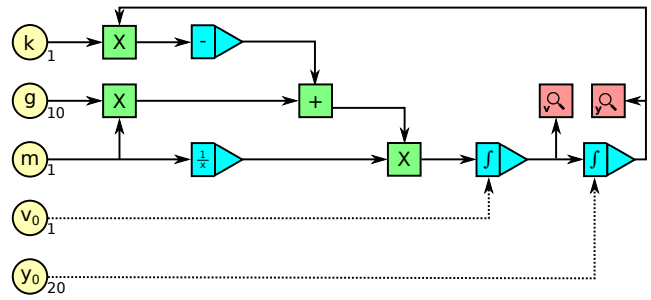 k 1 X -
g 10 X + v y
m 1 1/x X ∫ ∫
v₀ 1
y₀ 20